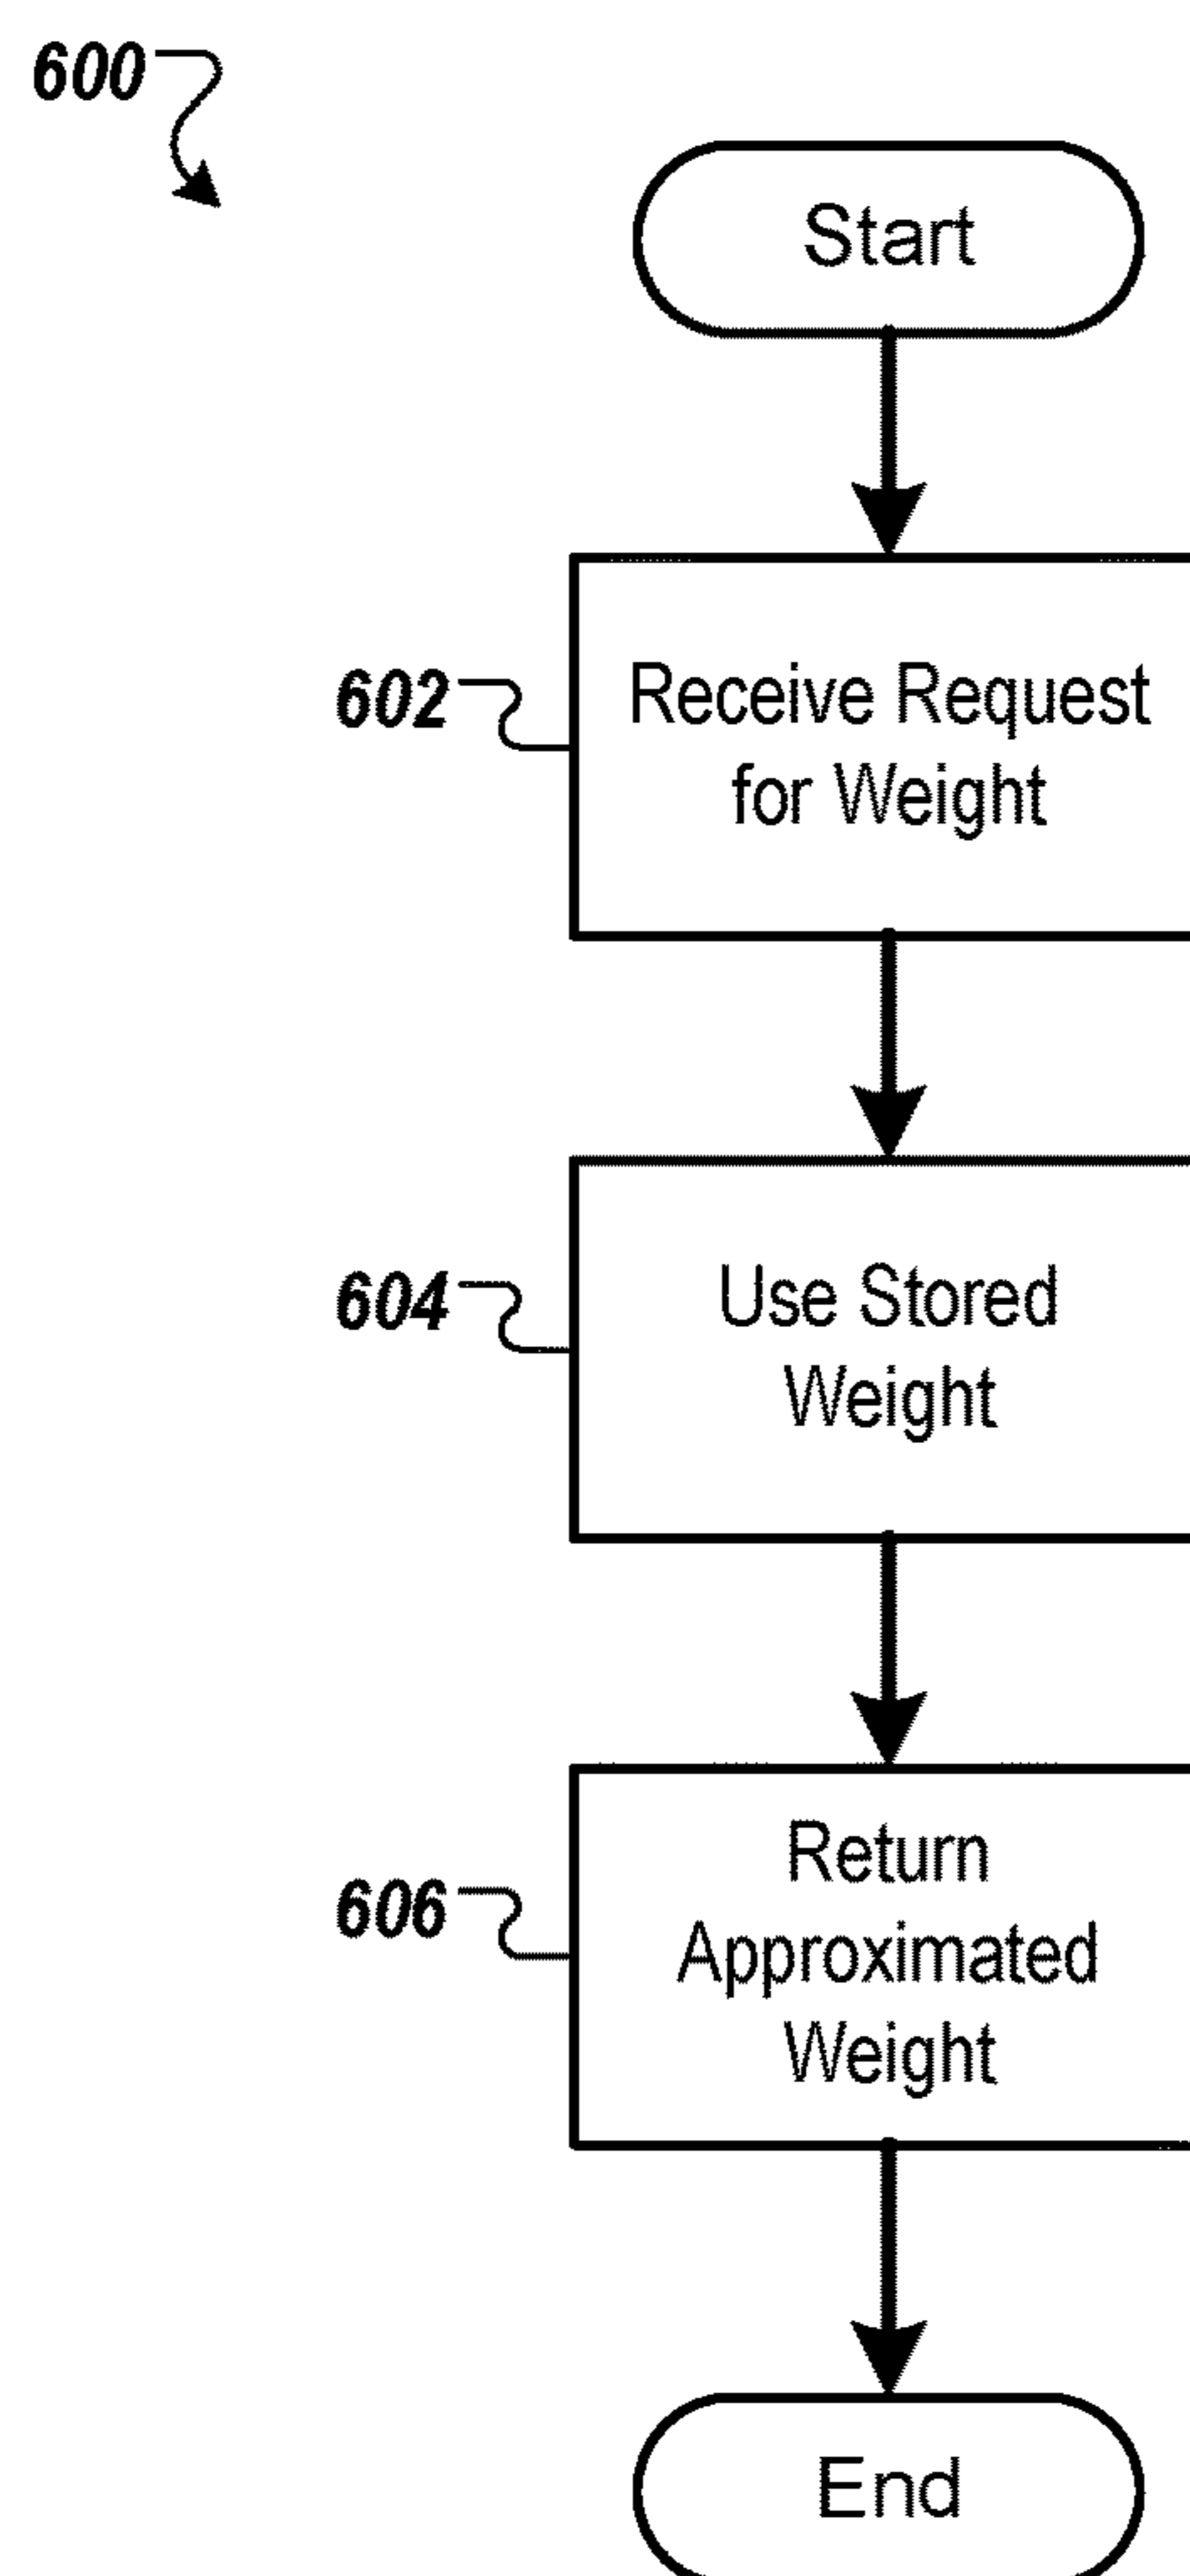 600
Start
602
Receive Request
for Weight
604
Use Stored
Weight
606
Return
Approximated
Weight
End